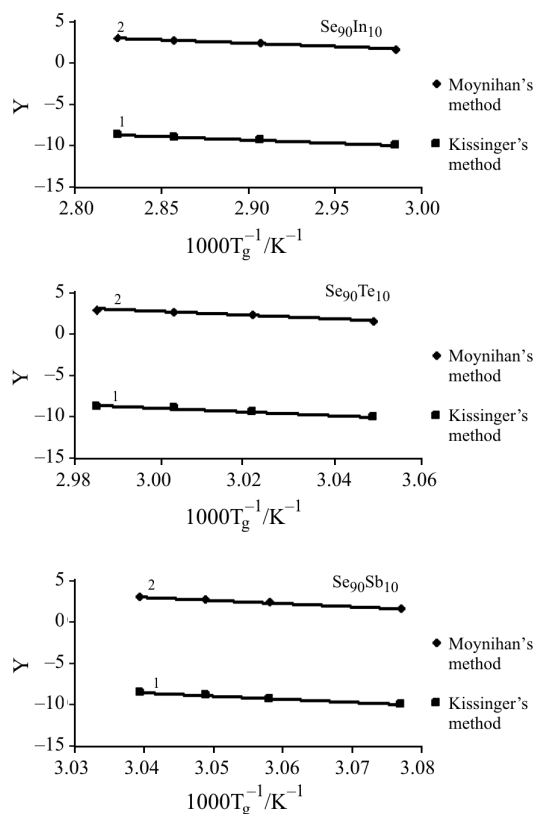 5
2
Se90In10
0
Moynihan's
method
Y
−5
1
Kissinger's
method
−10
−15
2.80 2.85 2.90 2.95 3.00
1000Tg−1/K−1
5
2
Se90Te10
0
Moynihan's
method
Y
−5
1
Kissinger's
method
−10
−15
2.98 3.00 3.02 3.04 3.06
1000Tg−1/K−1
5
2
Se90Sb10
0
Moynihan's
method
Y
−5
1
Kissinger's
method
−10
−15
3.03 3.04 3.05 3.06 3.07 3.08
1000Tg−1/K−1